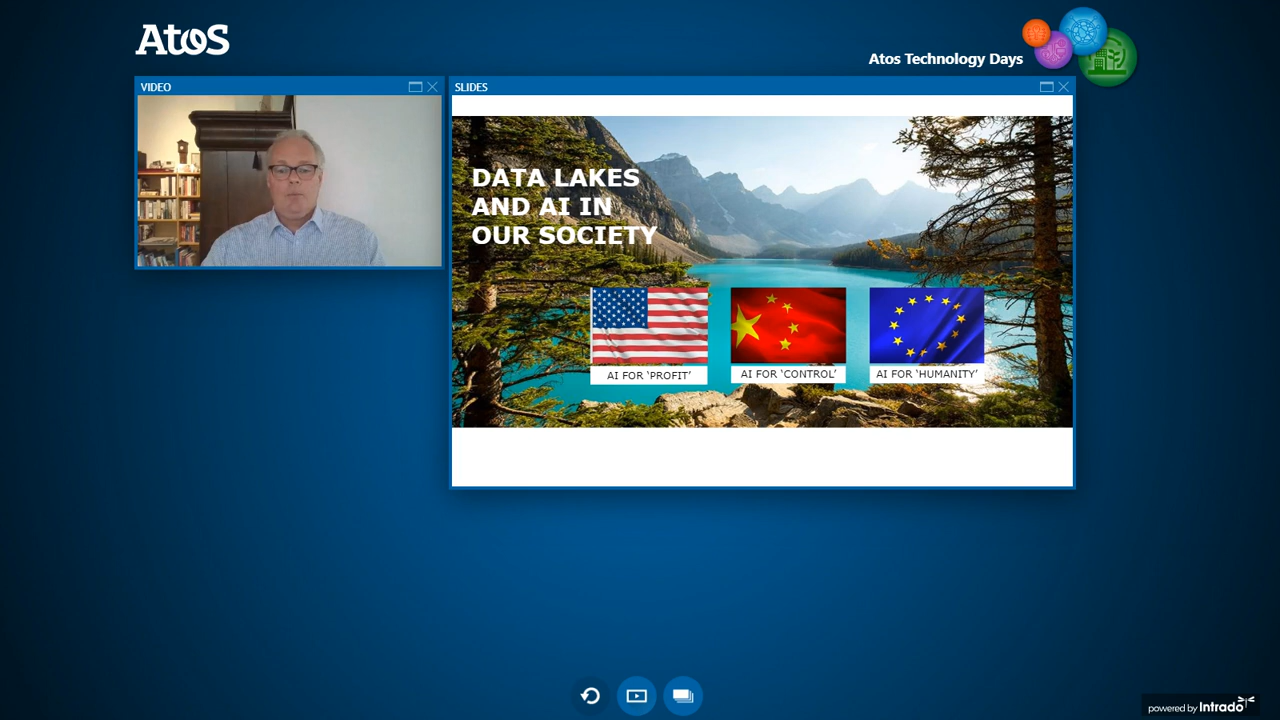 Atos
Atos Technology Days
VIDEO
SLIDES
DATA LAKES
AND AI IN
OUR SOCIETY
AI FOR ‘PROFIT’
AI FOR ‘CONTROL’
AI FOR ‘HUMANITY’
powered by Intrado